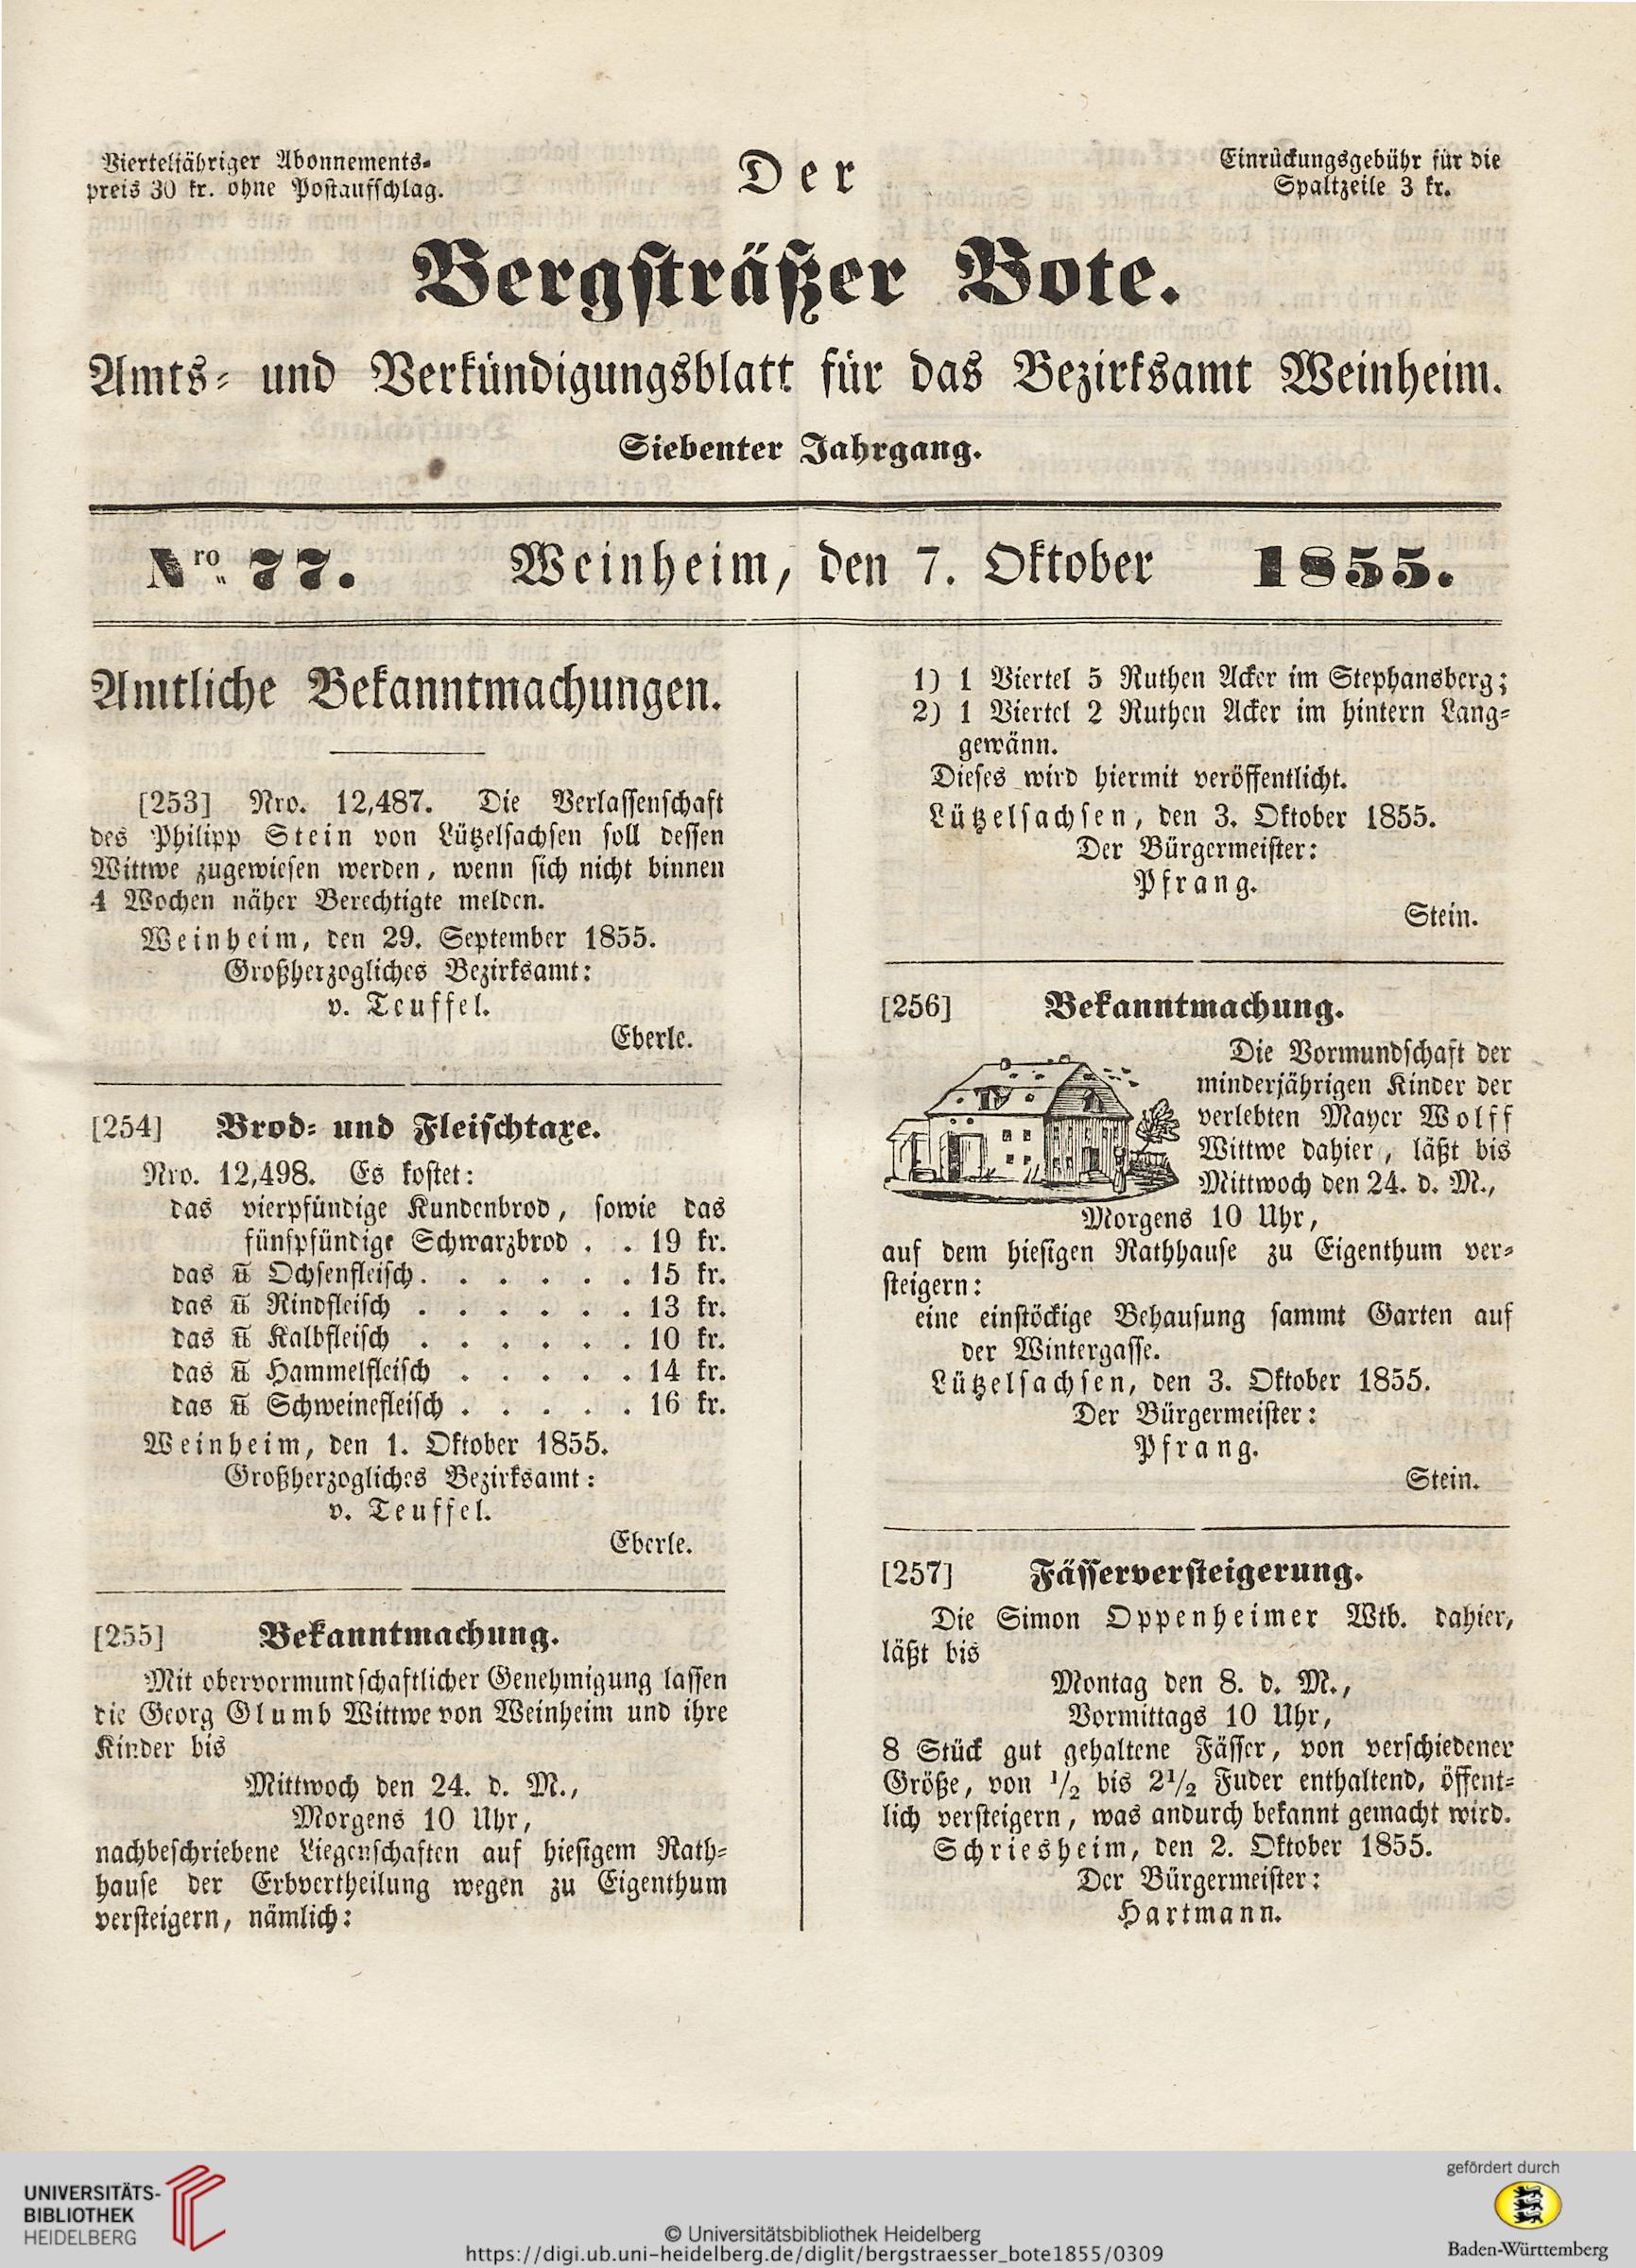 Vierteljähriger Abonnements-
preis 30 kr. ohne Postaufschlag.
Der
Einrückungsgebühr für die
Spaltzeile 3 kr.
Bergsträßer Bote.
Amts- und Verkündigungsblatt für das Bezirksamt Weinheim.
Siebenter Jahrgang.
Nro. 77. Weinheim, den 7. Oktober 1855.
Amtliche Bekanntmachungen.
[253] Nro. 12,487. Die Verlassenschaft
des Philipp Stein von Lützelsachsen soll dessen
Wittwe zugewiesen werden, wenn sich nicht binnen
4 Wochen näher Berechtigte melden.
Weinheim, den 29. September 1855.
Großherzogliches Bezirksamt:
v. Teuffel.
Eberle.
[254] Brod- und Fleischtaxe.
Nro. 12,498. Es kostet:
das vierpfündige Kundenbrod, sowie das
fünfpfündige Schwarzbrod . . 19 kr.
das ℔ Ochsenfleisch. . . . . . 15 kr.
das ℔ Rindfleisch . . . . . . 13 kr.
das ℔ Kalbfleisch . . . . . . 10 kr.
das ℔ Hammelfleisch . . . . . 14 kr.
das ℔ Schweinefleisch . . . . . 16 kr.
Weinheim, den 1. Oktober 1855.
Großherzogliches Bezirksamt:
v. Teuffel.
Eberle.
[255] Bekanntmachung.
Mit obervormundschaftlicher Genehmigung lassen
die Georg Glumb Wittwe von Weinheim und ihre
Kinder bis
Mittwoch den 24. d. M.,
Morgens 10 Uhr,
nachbeschriebene Liegenschaften auf hiesigem Rath-
hause der Erbvertheilung wegen zu Eigenthum
versteigern, nämlich:
1) 1 Viertel 5 Ruthen Acker im Stephansberg;
2) 1 Viertel 2 Ruthen Acker im hintern Lang-
gewänn.
Dieses wird hiermit veröffentlicht.
Lützelsachsen, den 3. Oktober 1855.
Der Bürgermeister:
Pfrang.
Stein.
[256] Bekanntmachung.
Die Vormundschaft der
minderjährigen Kinder der
verlebten Mayer Wolff
Wittwe dahier, läßt bis
Mittwoch den 24. d. M.,
Morgens 10 Uhr,
auf dem hiesigen Rathhause zu Eigenthum ver-
steigern:
eine einstöckige Behausung sammt Garten auf
der Wintergasse.
Lützelsachsen, den 3. Oktober 1855.
Der Bürgermeister:
Pfrang.
Stein.
[257] Fässerversteigerung.
Die Simon Oppenheimer Wtb. dahier,
läßt bis
Montag den 8. d. M.,
Vormittags 10 Uhr,
8 Stück gut gehaltene Fässer, von verschiedener
Größe, von 1/2 bis 2 1/2 Fuder enthaltend, öffent-
lich versteigern, was andurch bekannt gemacht wird.
Schriesheim, den 2. Oktober 1855.
Der Bürgermeister:
Hartmann.
UNIVERSITÄTS-
BIBLIOTHEK
HEIDELBERG
© Universitätsbibliothek Heidelberg
https://digi.ub.uni-heidelberg.de/diglit/bergstraesser_bote1855/0309
gefördert durch
Baden-Württemberg